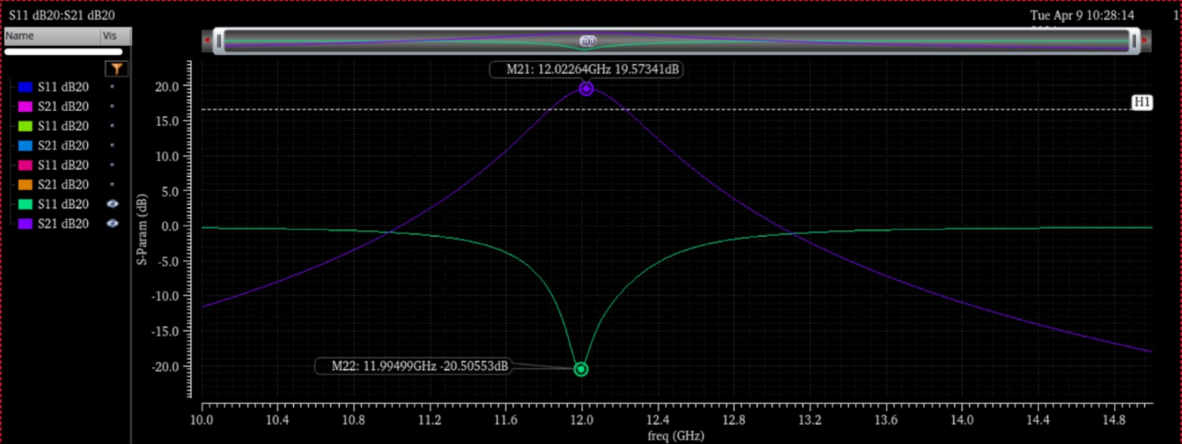 S11 dB20:S21 dB20
Tue Apr 9 10:28:14
1
Name Vis
S11 dB20
S21 dB20
S11 dB20
S21 dB20
S11 dB20
S21 dB20
S11 dB20
S21 dB20
M21: 12.02264GHz 19.57341dB
H1
20.0
15.0
10.0
5.0
0.0
-5.0
-10.0
-15.0
-20.0
S-Param (dB)
M22: 11.99499GHz -20.50553dB
10.0 10.4 10.8 11.2 11.6 12.0 12.4 12.8 13.2 13.6 14.0 14.4 14.8
freq (GHz)